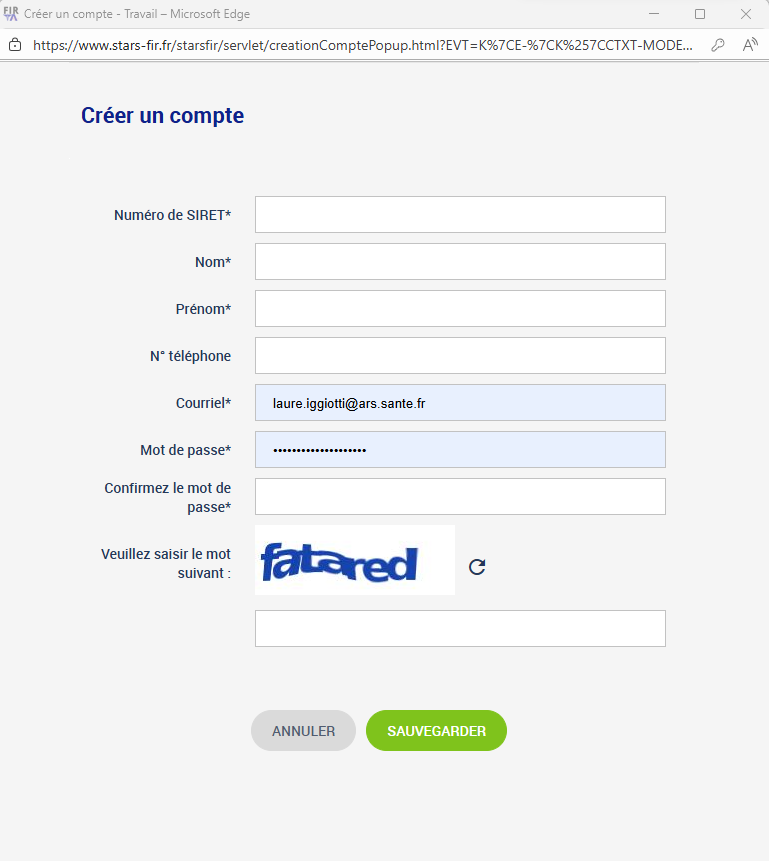 FIR
Créer un compte - Travail – Microsoft Edge
https://www.stars-fir.fr/starsfir/servlet/creationComptePopup.html?EVT=K%7CE-%7CK%257CCTXT-MODE...
Créer un compte
Numéro de SIRET*
Nom*
Prénom*
N° téléphone
Courriel* laure.iggiotti@ars.sante.fr
Mot de passe* ••••••••••••••••••••
Confirmez le mot de
passe*
Veuillez saisir le mot
suivant :
fatared
ANNULER SAUVEGARDER